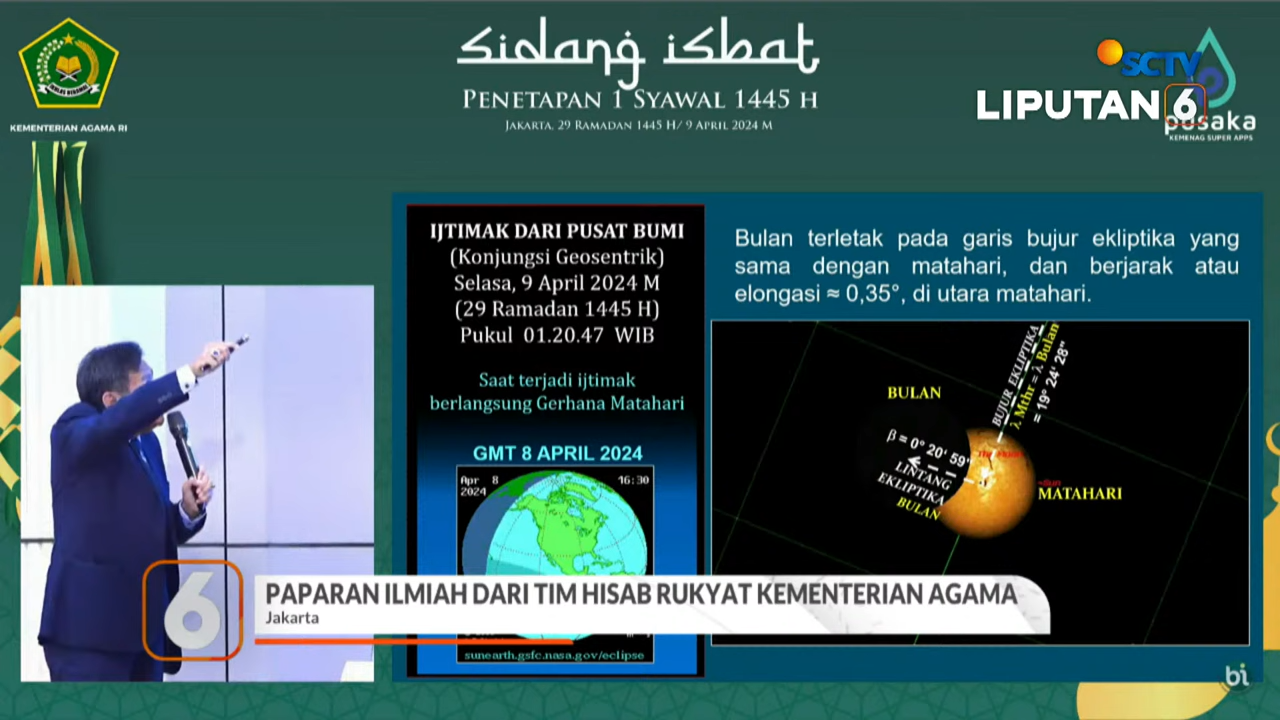 KEMENTERIAN AGAMA RI
sidang isbat
PENETAPAN 1 SYAWAL 1445 H
JAKARTA, 29 RAMADAN 1445 H/ 9 APRIL 2024 M
SCTV
LIPUTAN 6
pusaka
KEMENAG SUPER APPS
IJTIMAK DARI PUSAT BUMI
(Konjungsi Geosentrik)
Selasa, 9 April 2024 M
(29 Ramadan 1445 H)
Pukul 01.20.47 WIB
Saat terjadi ijtimak
berlangsung Gerhana Matahari
GMT 8 APRIL 2024
Apr 8
2024
16:30
sunearth.gsfc.nasa.gov/eclipse
Bulan terletak pada garis bujur ekliptika yang
sama dengan matahari, dan berjarak atau
elongasi ≈ 0,35°, di utara matahari.
BULAN
BUJUR EKLIPTIKA
λ Mthr = λ Bulan
= 19° 24' 28"
β = 0° 20' 59"
LINTANG
EKLIPTIKA
BULAN
MATAHARI
6
PAPARAN ILMIAH DARI TIM HISAB RUKYAT KEMENTERIAN AGAMA
Jakarta
bi